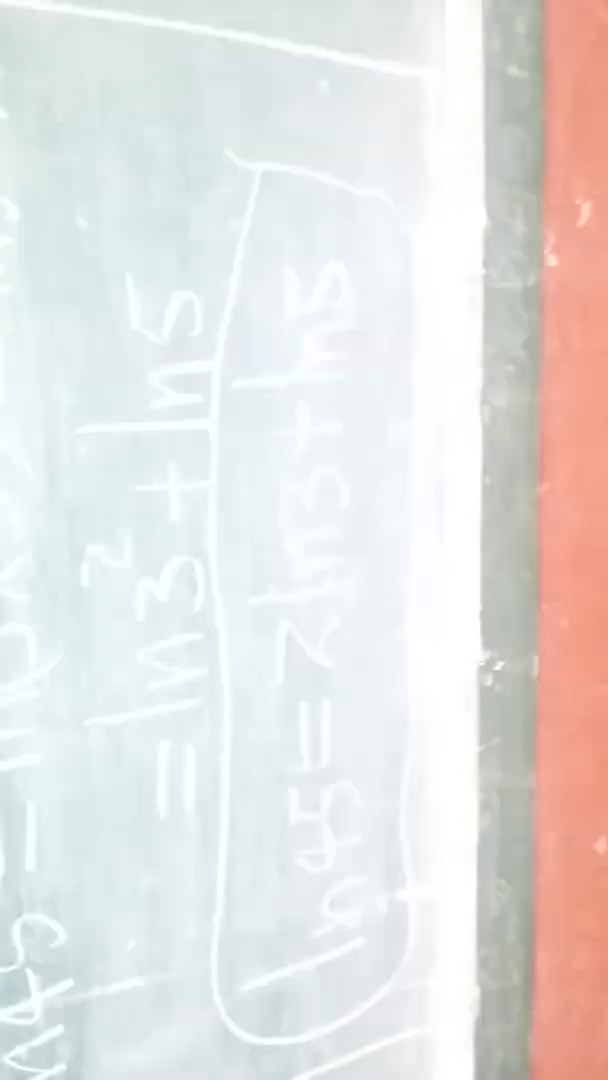 = ln3² + ln5
ln45 = 2ln3 + ln5